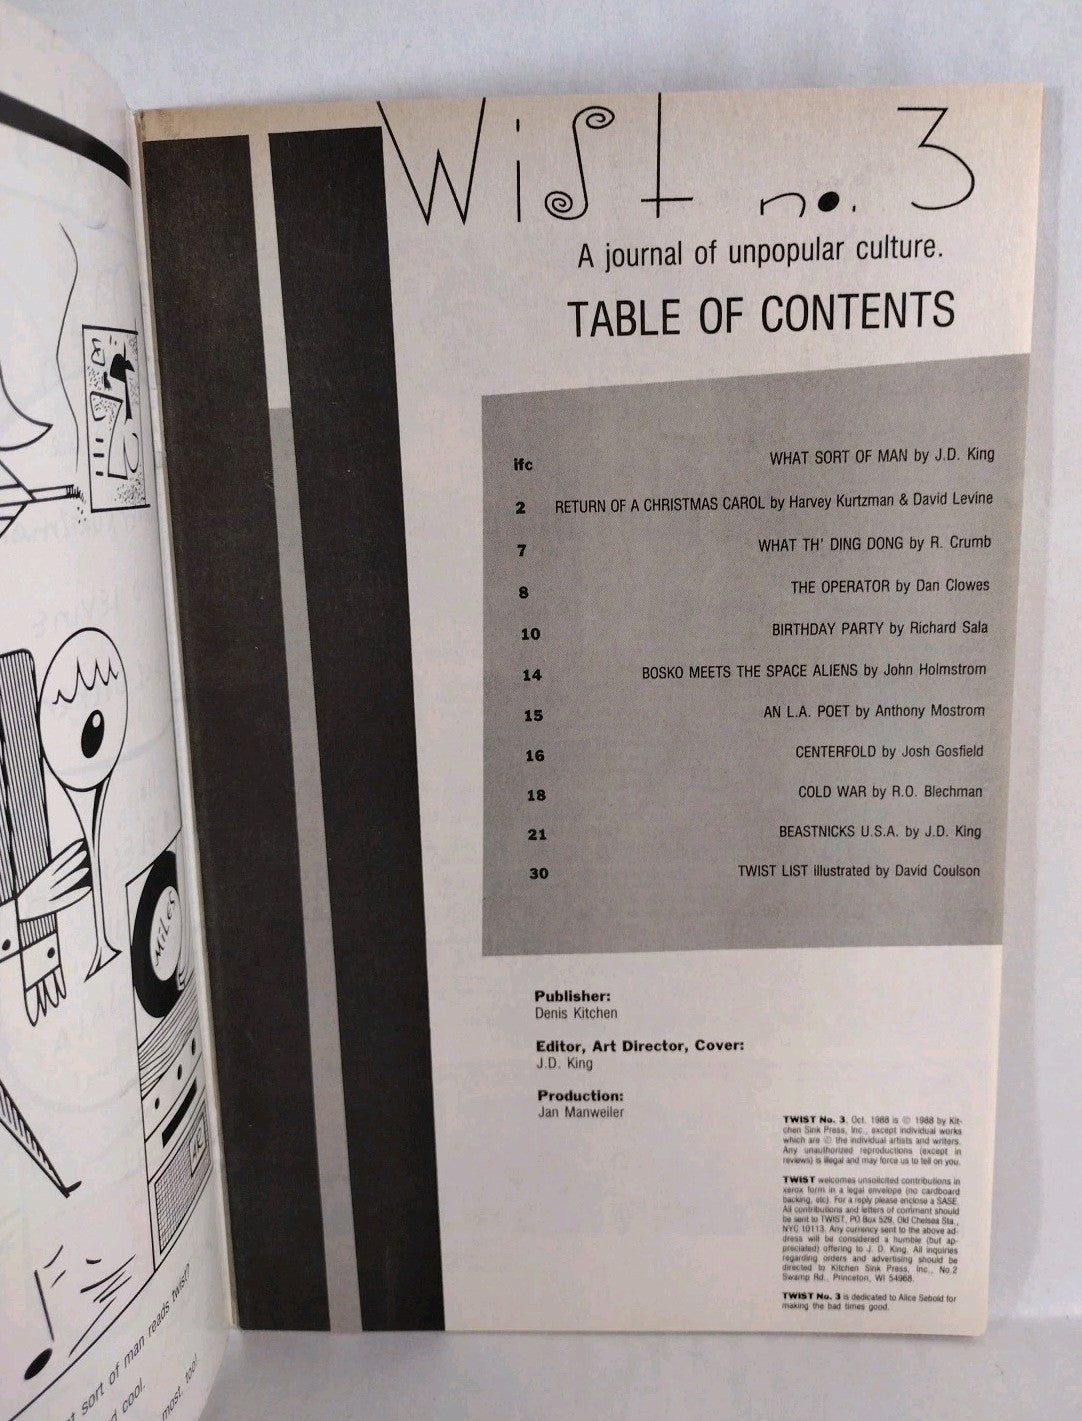 WiST no. 3
A journal of unpopular culture.
TABLE OF CONTENTS
ifc WHAT SORT OF MAN by J.D. King
2 RETURN OF A CHRISTMAS CAROL by Harvey Kurtzman & David Levine
7 WHAT TH' DING DONG by R. Crumb
8 THE OPERATOR by Dan Clowes
10 BIRTHDAY PARTY by Richard Sala
14 BOSKO MEETS THE SPACE ALIENS by John Holmstrom
15 AN L.A. POET by Anthony Mostrom
16 CENTERFOLD by Josh Gosfield
18 COLD WAR by R.O. Blechman
21 BEASTNICKS U.S.A. by J.D. King
30 TWIST LIST illustrated by David Coulson
Publisher:
Denis Kitchen
Editor, Art Director, Cover:
J.D. King
Production:
Jan Manweiler
TWIST No. 3, Oct. 1988 is © 1988 by Kit-
chen Sink Press, Inc., except individual works
which are © the individual artists and writers.
Any unauthorized reproductions (except in
reviews) is illegal and may force us to tell on you.
TWIST welcomes unsolicited contributions in
xerox form in a legal envelope (no cardboard
backing, etc). For a reply please enclose a SASE.
All contributions and letters of comment should
be sent to TWIST, PO Box 529, Old Chelsea Sta.,
NYC 10113. Any currency sent to the above ad-
dress will be considered a humble (but ap-
preciated) offering to J. D. King. All inquiries
regarding orders and advertising should be
directed to Kitchen Sink Press, Inc., No. 2
Swamp Rd., Princeton, WI 54968.
TWIST No. 3 is dedicated to Alice Sebold for
making the bad times good.
MiLES
sort of man reads twist?
cool.
most, too!